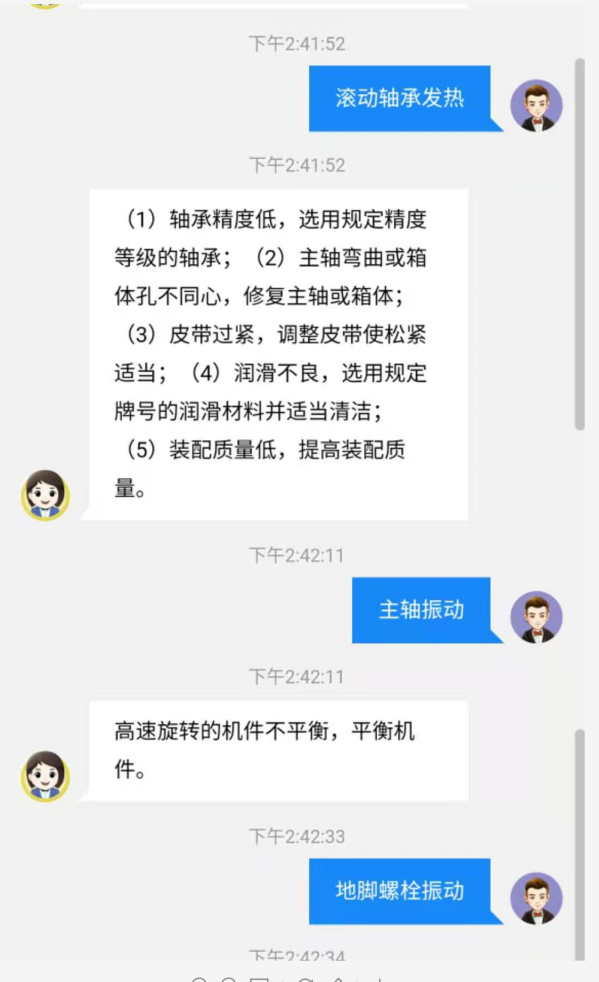 下午2:41:52
滚动轴承发热
下午2:41:52
（1）轴承精度低，选用规定精度
等级的轴承；（2）主轴弯曲或箱
体孔不同心，修复主轴或箱体；
（3）皮带过紧，调整皮带使松紧
适当；（4）润滑不良，选用规定
牌号的润滑材料并适当清洁；
（5）装配质量低，提高装配质
量。
下午2:42:11
主轴振动
下午2:42:11
高速旋转的机件不平衡，平衡机
件。
下午2:42:33
地脚螺栓振动
下午2:42:34